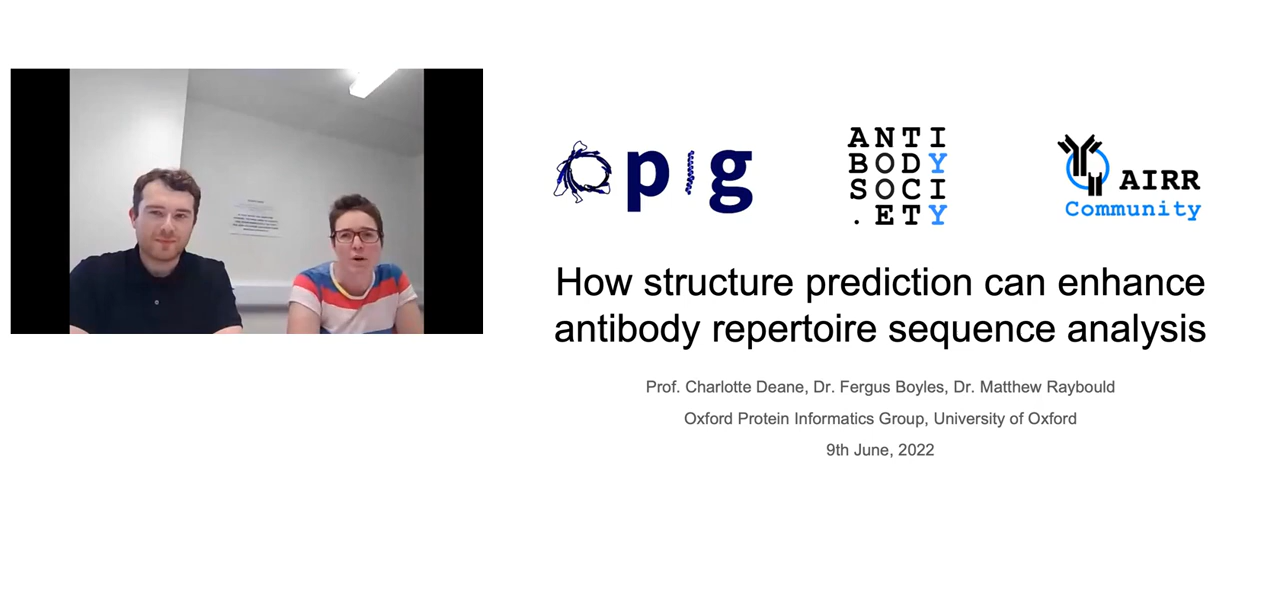 opig
ANTI
BODY
SOCI
.ETY
AIRR
Community
How structure prediction can enhance
antibody repertoire sequence analysis
Prof. Charlotte Deane, Dr. Fergus Boyles, Dr. Matthew Raybould
Oxford Protein Informatics Group, University of Oxford
9th June, 2022